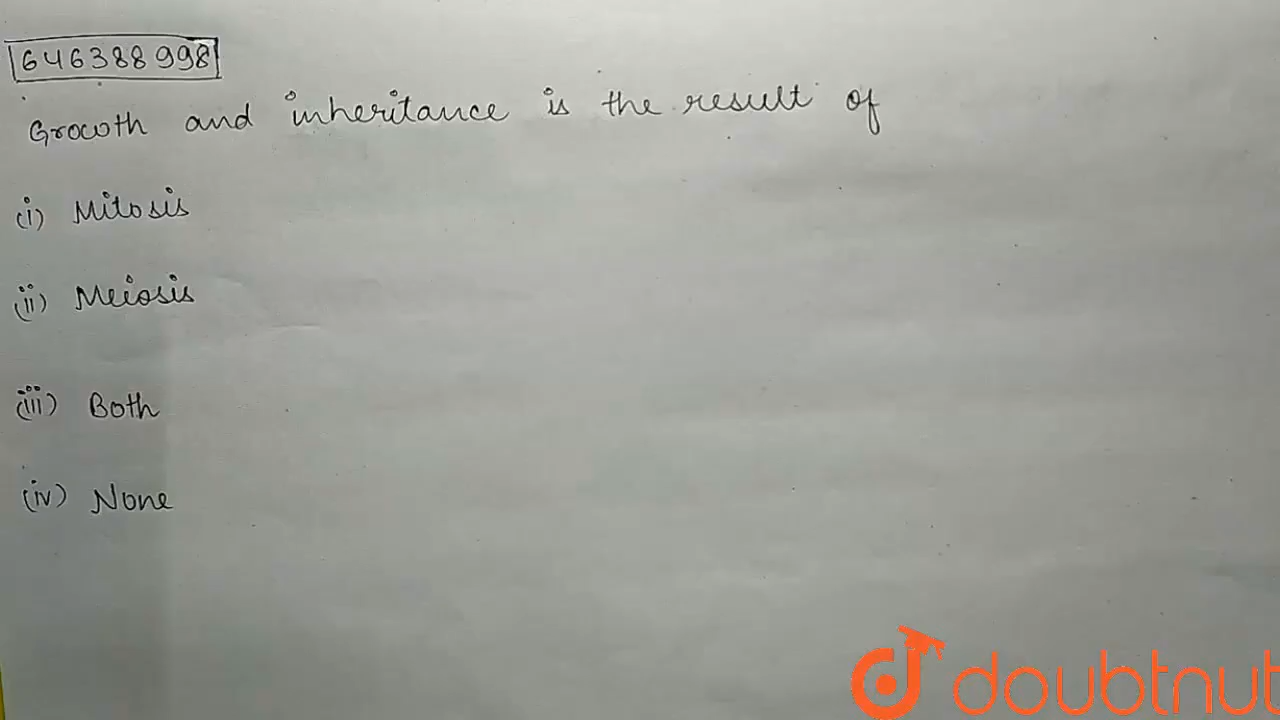 646388998
Growth and inheritance is the result of
(i) Mitosis
(ii) Meiosis
(iii) Both
(iv) None
doubtnut